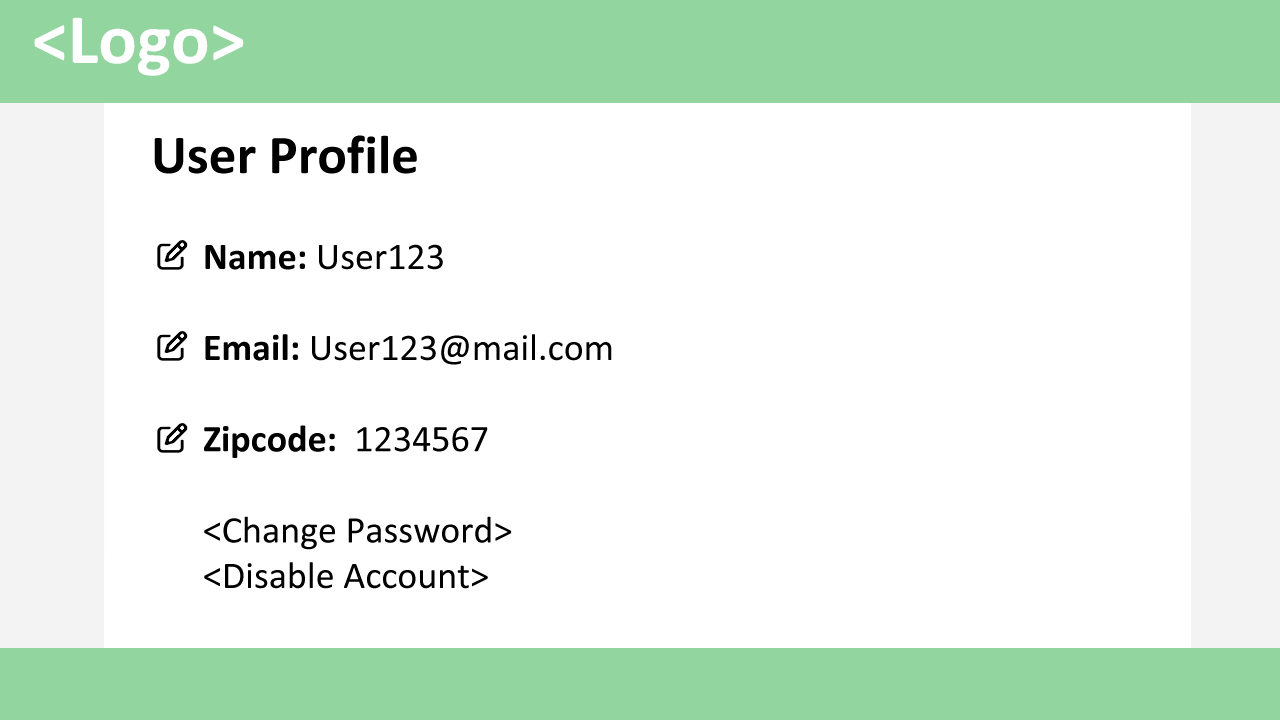 <Logo>
User Profile
Name: User123
Email: User123@mail.com
Zipcode:  1234567
<Change Password>
<Disable Account>